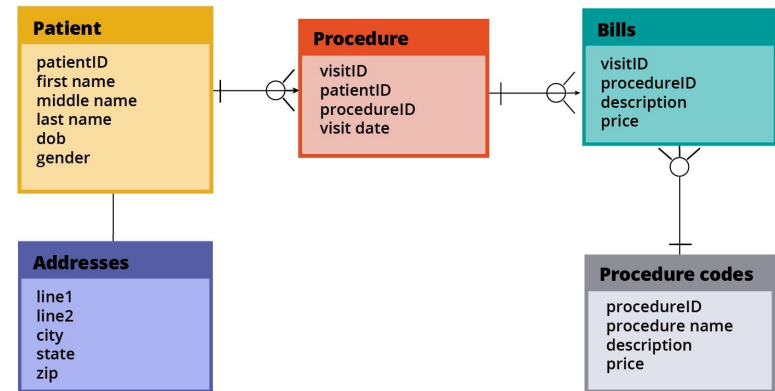 Patient
patientID
first name
middle name
last name
dob
gender
Procedure
visitID
patientID
procedureID
visit date
Bills
visitID
procedureID
description
price
Addresses
line1
line2
city
state
zip
Procedure codes
procedureID
procedure name
description
price